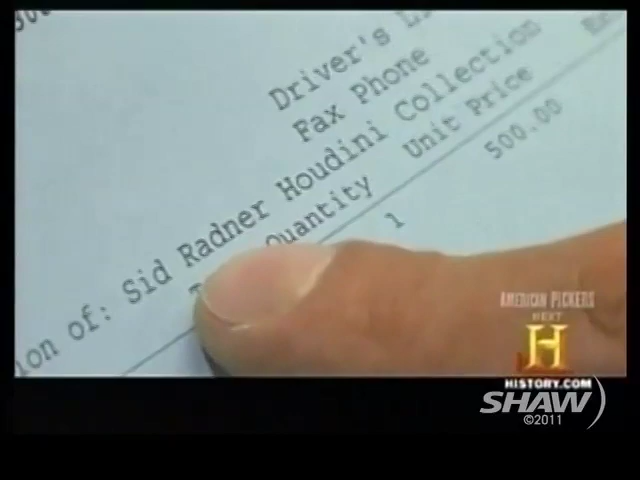 Driver's
Fax Phone
ion of: Sid Radner Houdini Collection
Quantity Unit Price
1 500.00
AMERICAN PICKERS
NEXT
H
HISTORY.COM
SHAW)
©2011